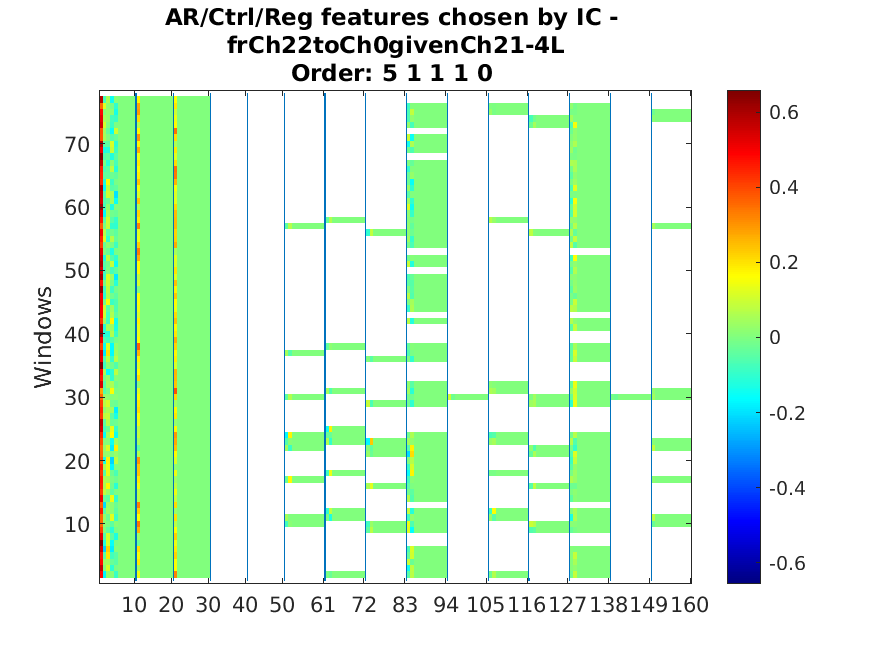 AR/Ctrl/Reg features chosen by IC -
frCh22toCh0givenCh21-4L
Order: 5 1 1 1 0
Windows
70
60
50
40
30
20
10
10 20 30 40 50 61 72 83 94 105 116 127 138 149 160
0.6
0.4
0.2
0
-0.2
-0.4
-0.6